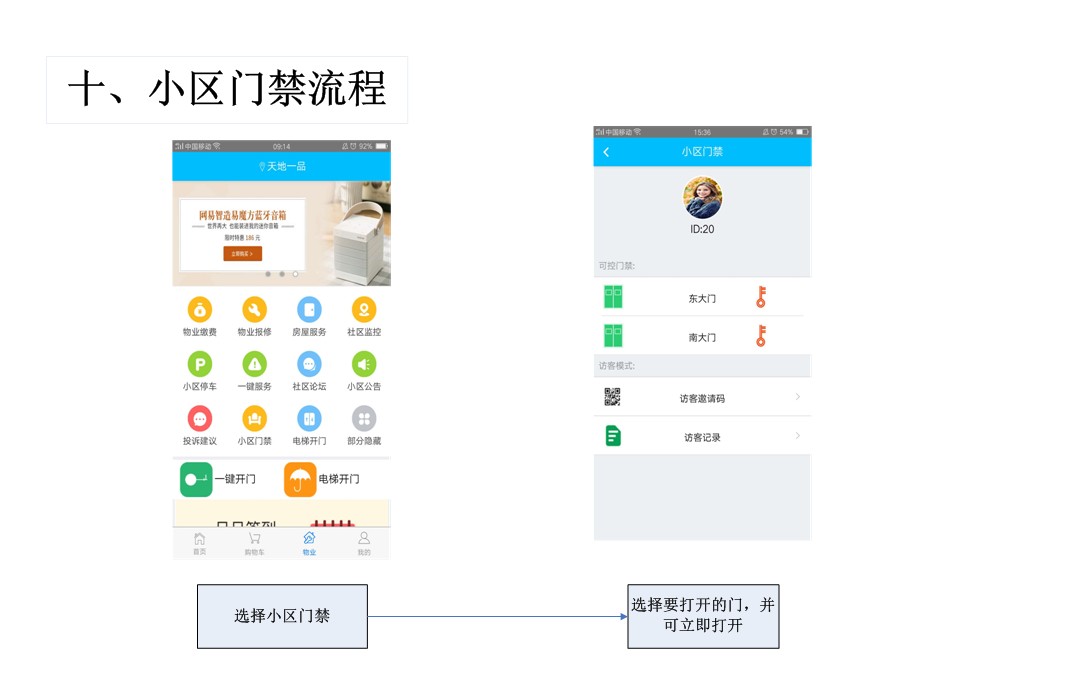 十、小区门禁流程
中国移动
09:14
92%
天地一品
网易智造易魔方蓝牙音箱
世界再大 也能装进我的迷你音箱
限时特惠 186 元
立即购买 >
物业缴费
物业报修
房屋服务
社区监控
小区停车
一键服务
社区论坛
小区公告
投诉建议
小区门禁
电梯开门
部分隐藏
一键开门
电梯开门
首页
购物车
物业
我的
中国移动
15:36
54%
小区门禁
ID:20
可控门禁:
东大门
南大门
访客模式:
访客邀请码
访客记录
选择小区门禁
选择要打开的门，并
可立即打开